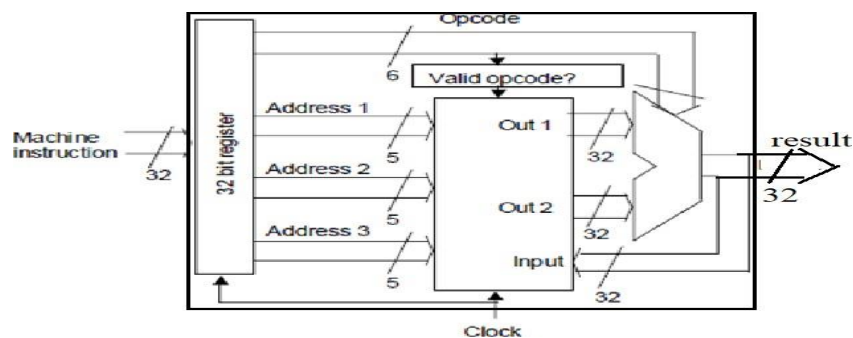 Opcode
6
Valid opcode?
Machine
instruction
32
32 bit register
Address 1
5
Address 2
5
Address 3
5
Out 1
32
Out 2
32
Input
32
result
32
Clock